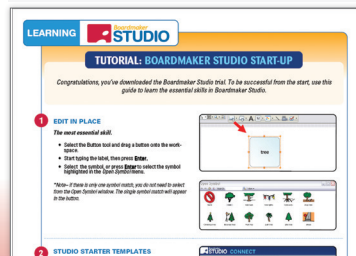 LEARNING
Boardmaker
STUDIO
TUTORIAL: BOARDMAKER STUDIO START-UP
Congratulations, you've downloaded the Boardmaker Studio trial. To be successful from the start, use this
guide to learn the essential skills in Boardmaker Studio.
1 EDIT IN PLACE
The most essential skill.
• Select the Button tool and drag a button onto the work-
space.
• Start typing the label, then press Enter.
• Select the symbol, or press Enter to select the symbol
highlighted in the Open Symbol menu.
*Note–If there is only one symbol match, you do not need to select
from the Open Symbol window. The single symbol match will appear
in the button.
tree
2 STUDIO STARTER TEMPLATES
STUDIO CONNECT